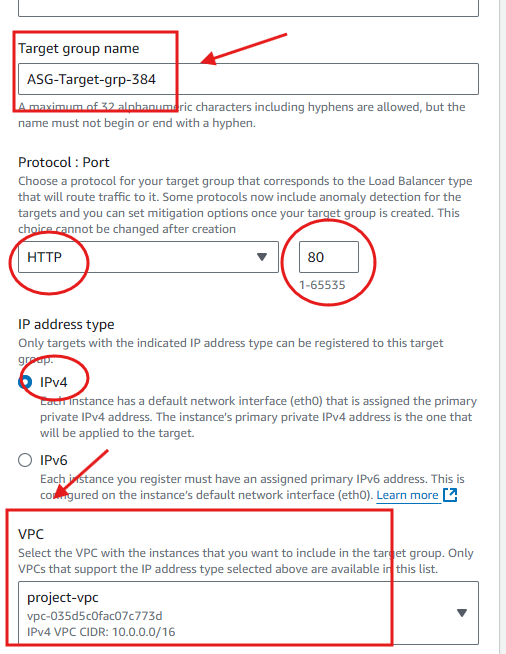 Target group name
ASG-Target-grp-384
A maximum of 32 alphanumeric characters including hyphens are allowed, but the
name must not begin or end with a hyphen.
Protocol : Port
Choose a protocol for your target group that corresponds to the Load Balancer type
that will route traffic to it. Some protocols now include anomaly detection for the
targets and you can set mitigation options once your target group is created. This
choice cannot be changed after creation
HTTP
80
1-65535
IP address type
Only targets with the indicated IP address type can be registered to this target
group.
IPv4
Each instance has a default network interface (eth0) that is assigned the primary
private IPv4 address. The instance's primary private IPv4 address is the one that
will be applied to the target.
IPv6
Each instance you register must have an assigned primary IPv6 address. This is
configured on the instance's default network interface (eth0). Learn more
VPC
Select the VPC with the instances that you want to include in the target group. Only
VPCs that support the IP address type selected above are available in this list.
project-vpc
vpc-035d5c0fac07c773d
IPv4 VPC CIDR: 10.0.0.0/16